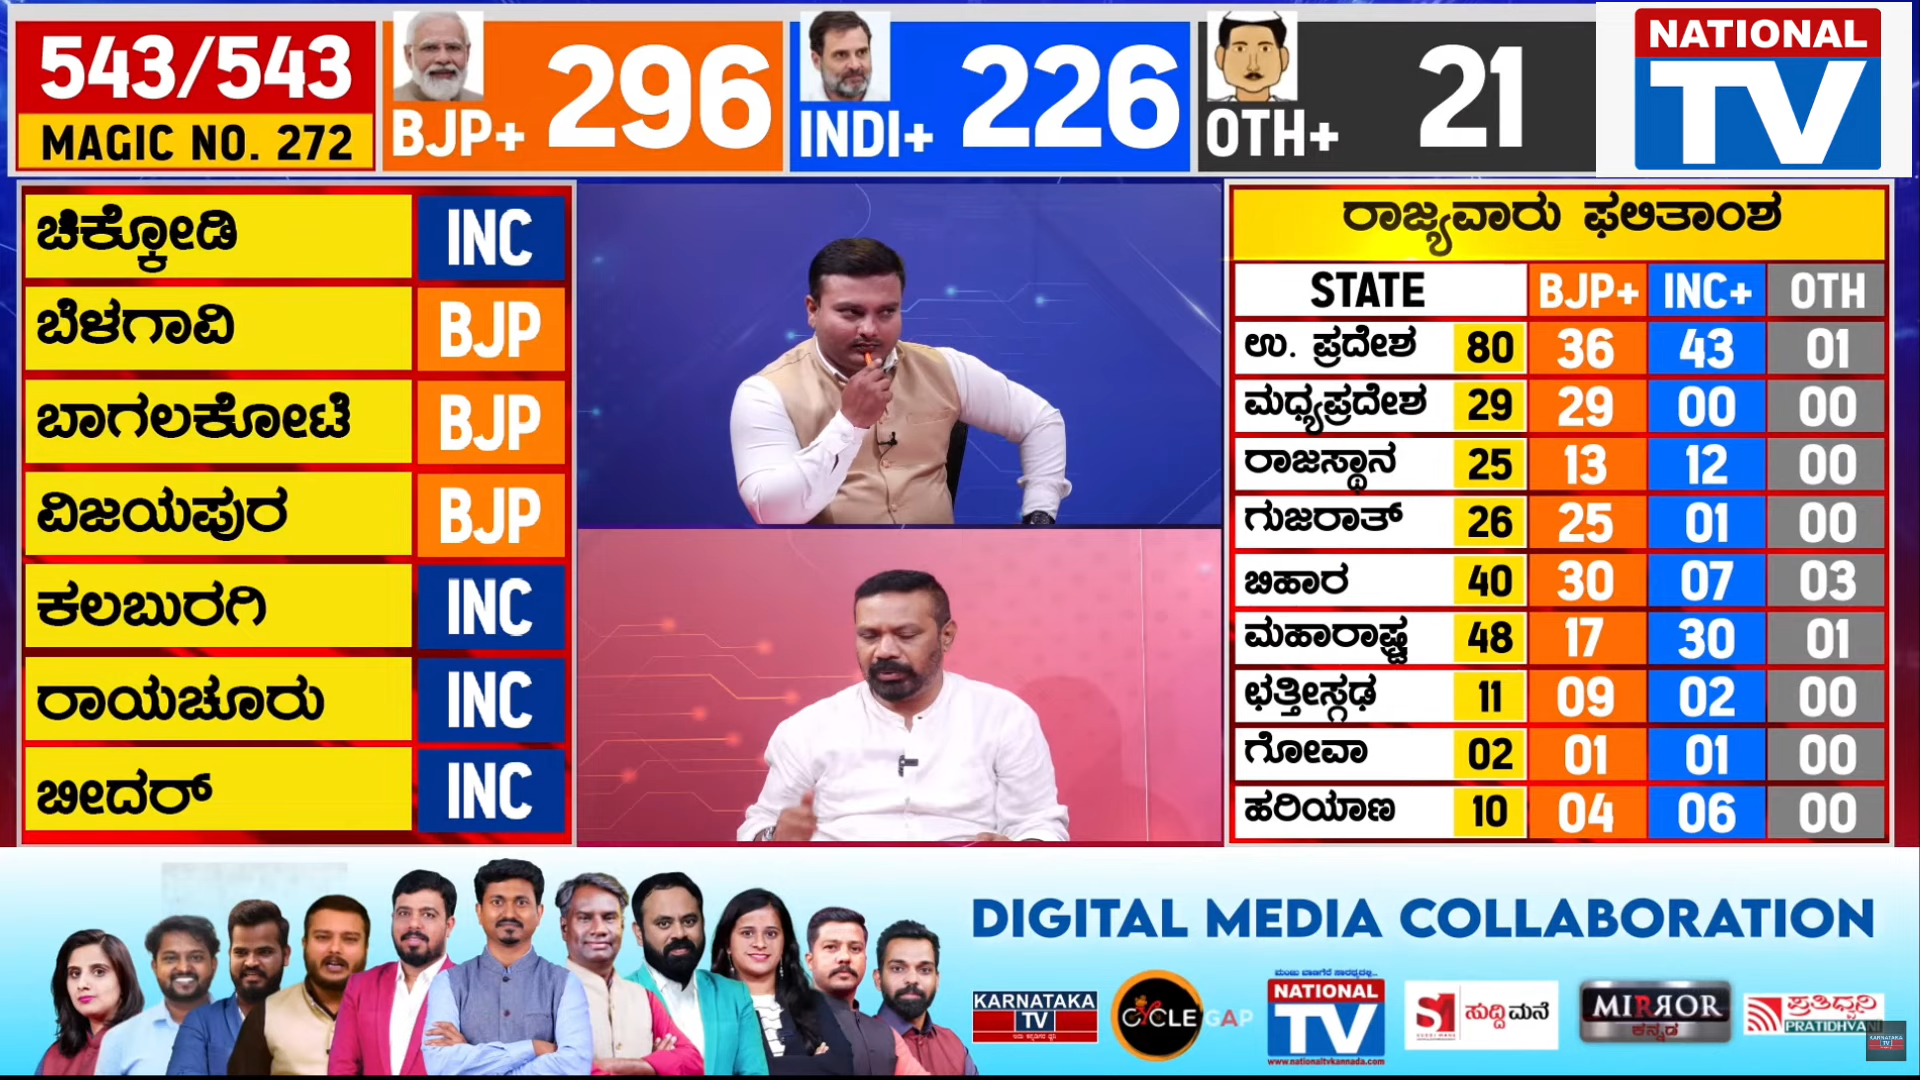 543/543
MAGIC NO. 272
BJP+ 296
INDI+ 226
OTH+ 21
NATIONAL
TV
ಚಿಕ್ಕೋಡಿ INC
ಬೆಳಗಾವಿ BJP
ಬಾಗಲಕೋಟೆ BJP
ವಿಜಯಪುರ BJP
ಕಲಬುರಗಿ INC
ರಾಯಚೂರು INC
ಬೀದರ್ INC
ರಾಜ್ಯವಾರು ಫಲಿತಾಂಶ
STATE BJP+ INC+ OTH
ಉ. ಪ್ರದೇಶ 80 36 43 01
ಮಧ್ಯಪ್ರದೇಶ 29 29 00 00
ರಾಜಸ್ಥಾನ 25 13 12 00
ಗುಜರಾತ್ 26 25 01 00
ಬಿಹಾರ 40 30 07 03
ಮಹಾರಾಷ್ಟ್ರ 48 17 30 01
ಛತ್ತೀಸ್ಗಢ 11 09 02 00
ಗೋವಾ 02 01 01 00
ಹರಿಯಾಣ 10 04 06 00
DIGITAL MEDIA COLLABORATION
KARNATAKA
TV
CYCLE GAP
NATIONAL
TV
www.nationaltvkannada.com
ಸುದ್ದಿಮನೆ
MIRROR
ಕನ್ನಡ
ಪ್ರತಿಧ್ವನಿ
PRATIDHVANI
KARNATAKA
TV